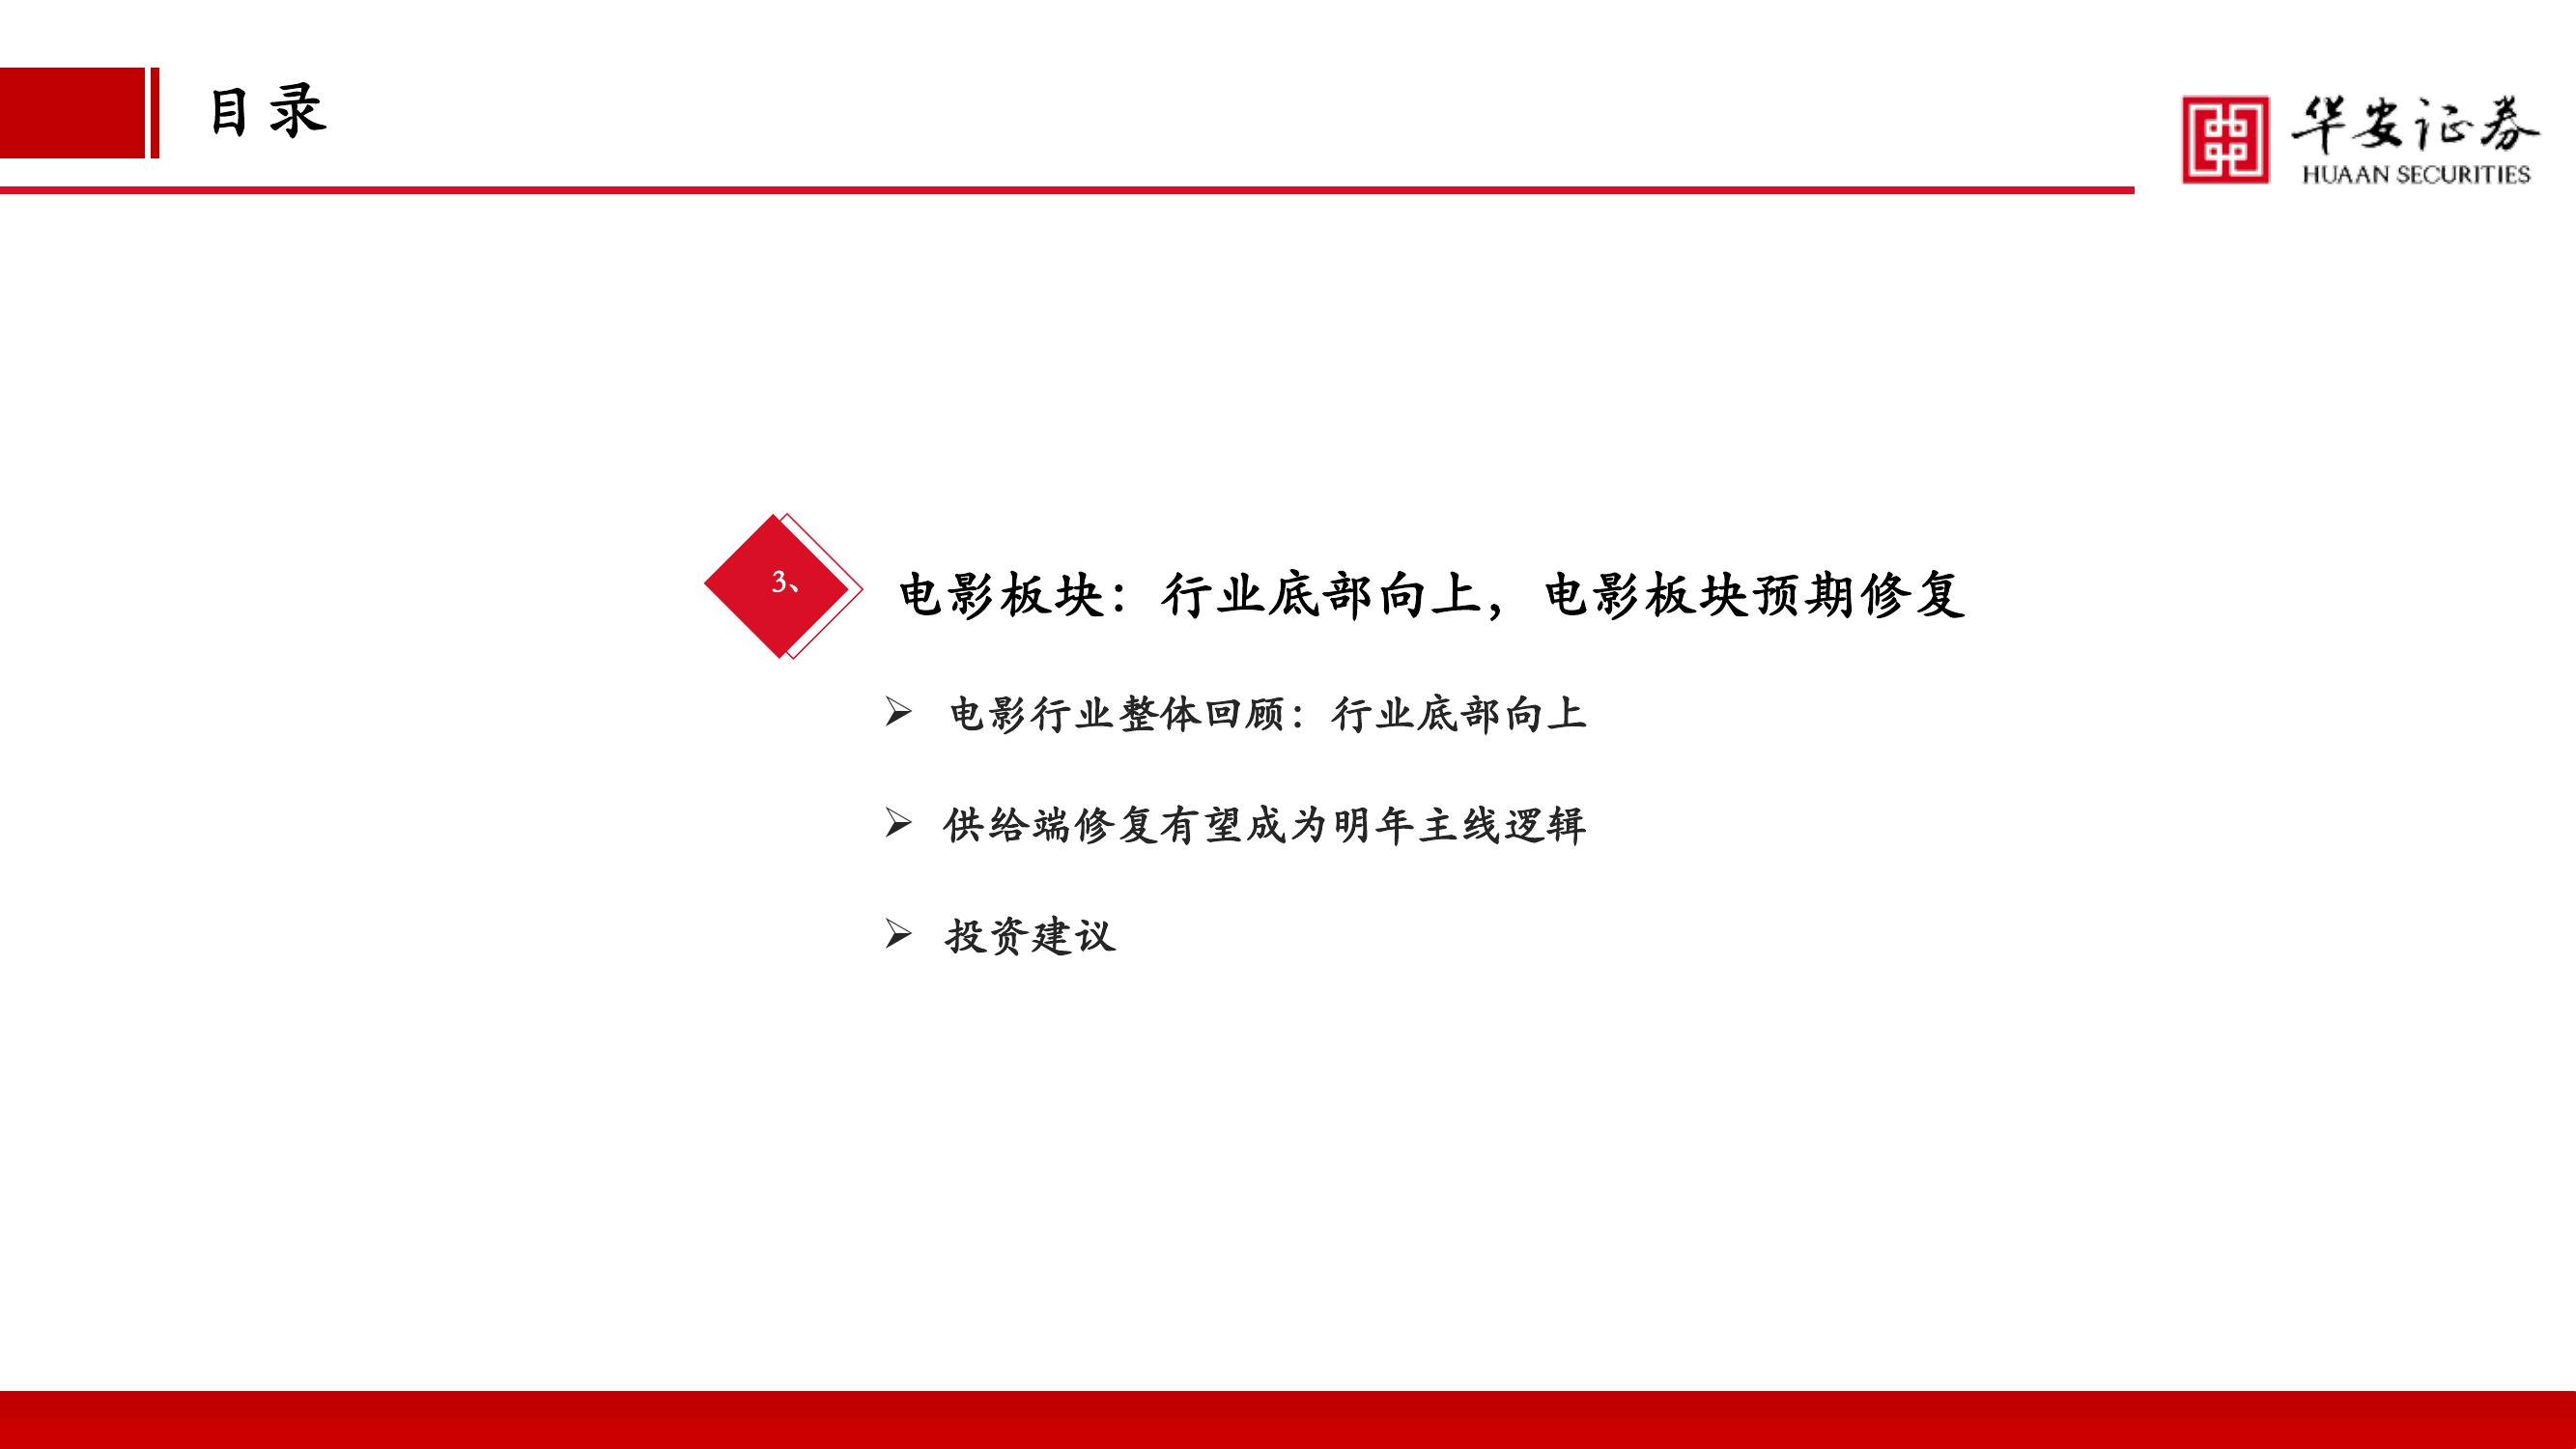 目录
华安证券
HUAAN SECURITIES
3、
电影板块：行业底部向上，电影板块预期修复
➢ 电影行业整体回顾：行业底部向上
➢ 供给端修复有望成为明年主线逻辑
➢ 投资建议